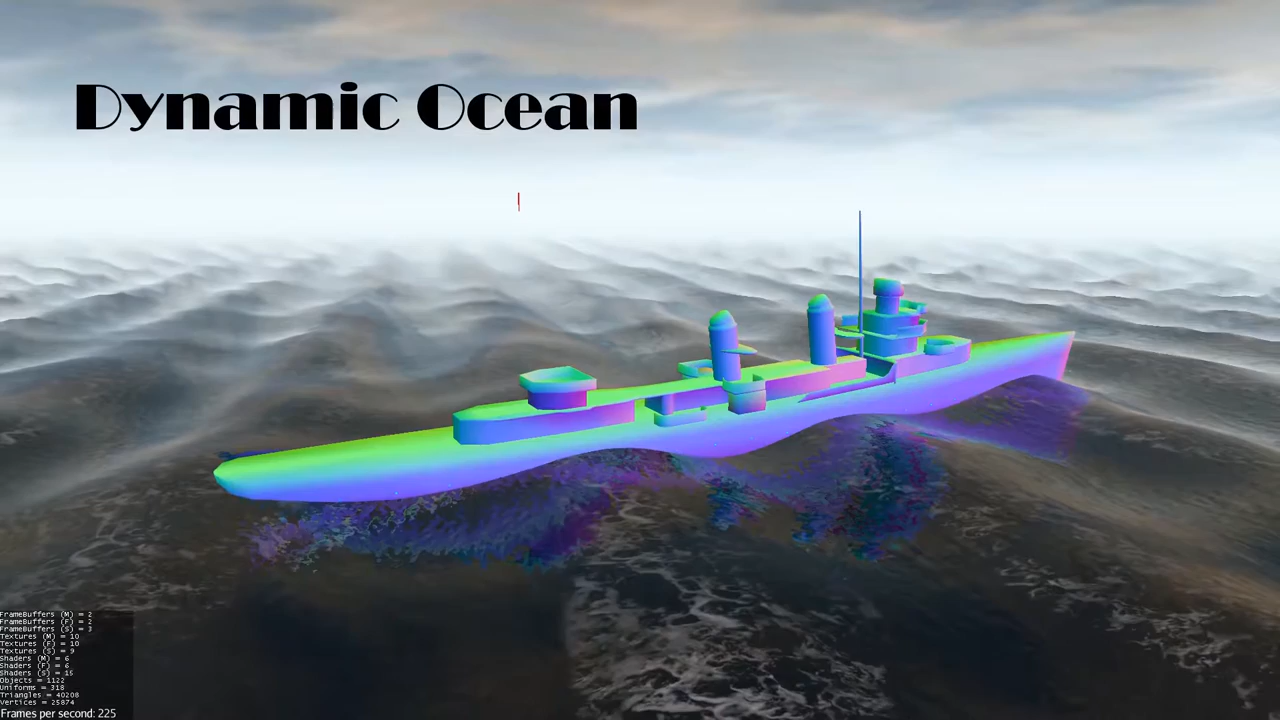 Dynamic Ocean
FrameBuffers (M) = 2
FrameBuffers (F) = 2
FrameBuffers (S) = 3
Textures (M) = 10
Textures (F) = 10
Textures (S) = 9
Shaders (M) = 6
Shaders (F) = 6
Shaders (S) = 15
Objects = 1122
Uniforms = 318
Triangles = 40208
Vertices = 25874
Frames per second: 225